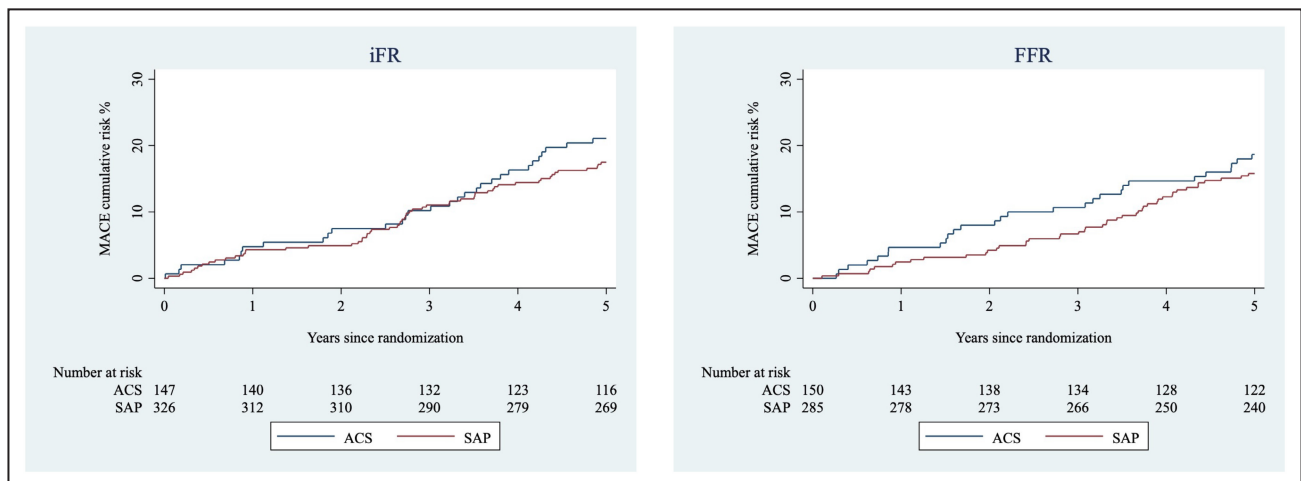 iFR
MACE cumulative risk %
30
20
10
0
0 1 2 3 4 5
Years since randomization
Number at risk
ACS 147 140 136 132 123 116
SAP 326 312 310 290 279 269
ACS SAP
FFR
MACE cumulative risk %
30
20
10
0
0 1 2 3 4 5
Years since randomization
Number at risk
ACS 150 143 138 134 128 122
SAP 285 278 273 266 250 240
ACS SAP